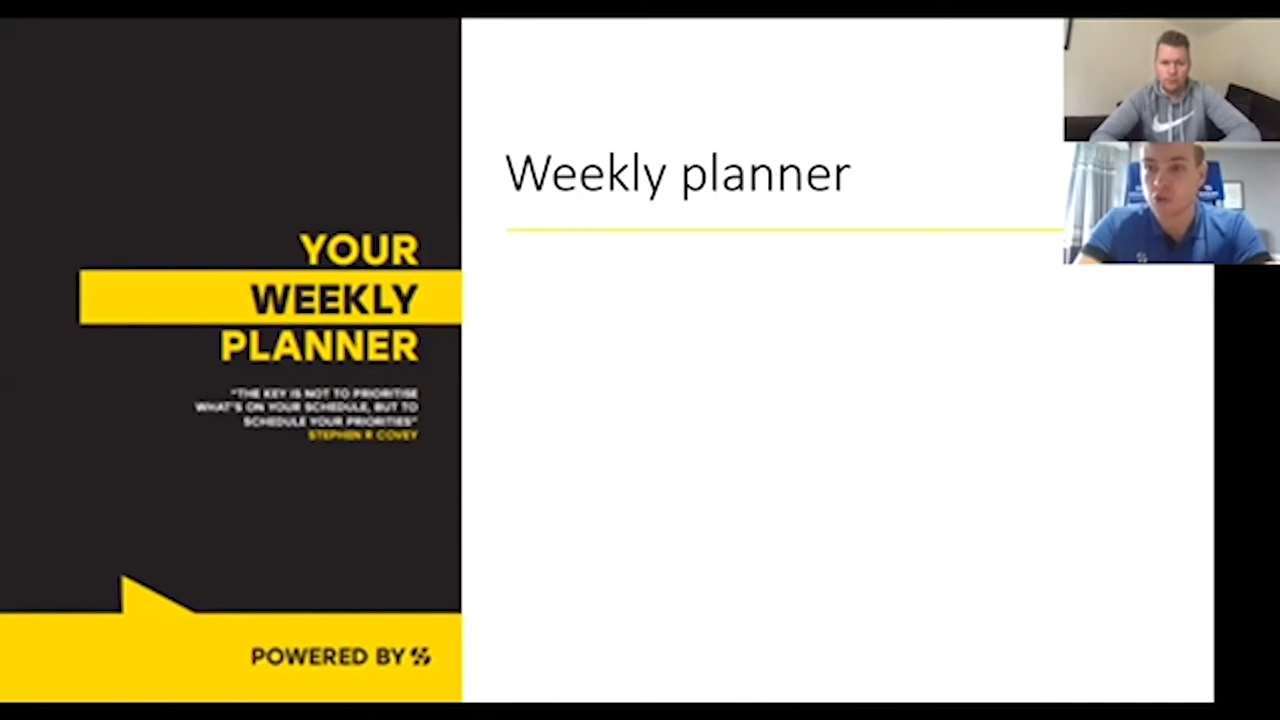 YOUR
WEEKLY
PLANNER
"THE KEY IS NOT TO PRIORITISE
WHAT'S ON YOUR SCHEDULE, BUT TO
SCHEDULE YOUR PRIORITIES"
STEPHEN R COVEY
POWERED BY
Weekly planner